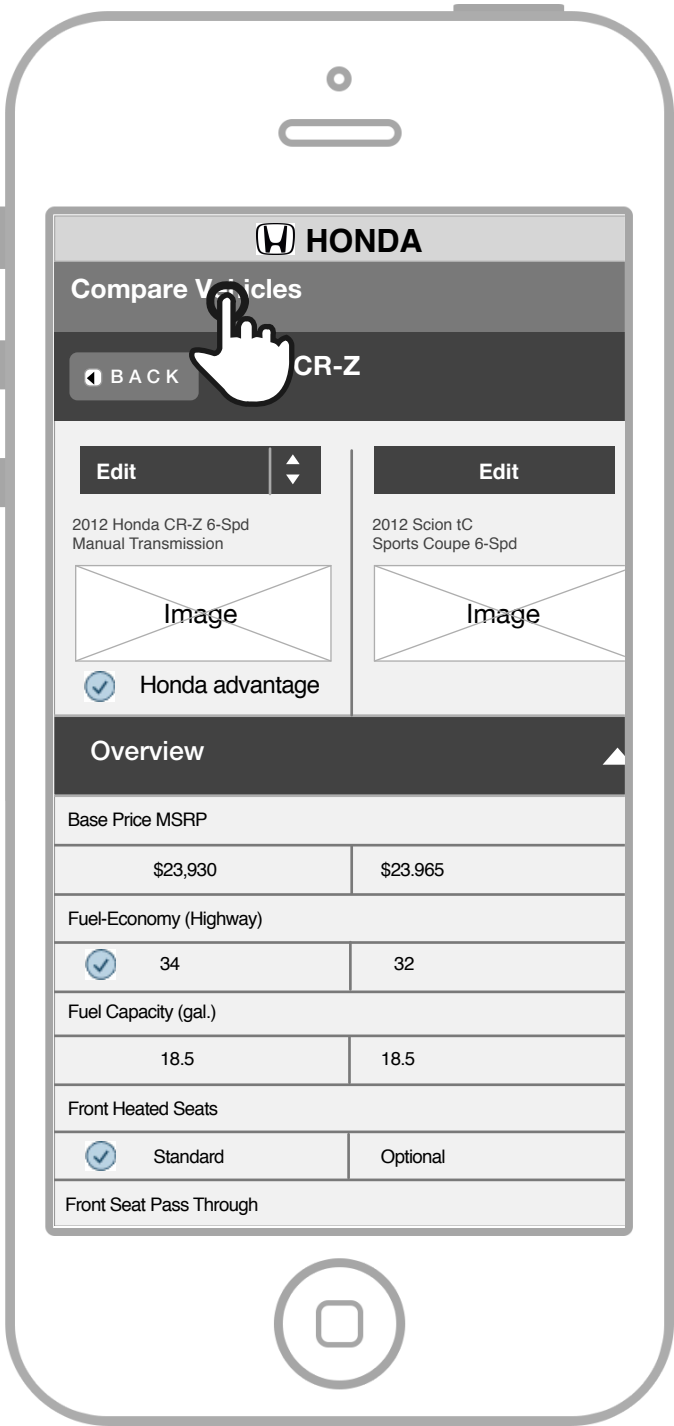 HONDA
Compare Vehicles
BACK
CR-Z
Edit
Edit
2012 Honda CR-Z 6-Spd
Manual Transmission
2012 Scion tC
Sports Coupe 6-Spd
Image
Image
Honda advantage
Overview
Base Price MSRP
$23,930 $23.965
Fuel-Economy (Highway)
34 32
Fuel Capacity (gal.)
18.5 18.5
Front Heated Seats
Standard Optional
Front Seat Pass Through